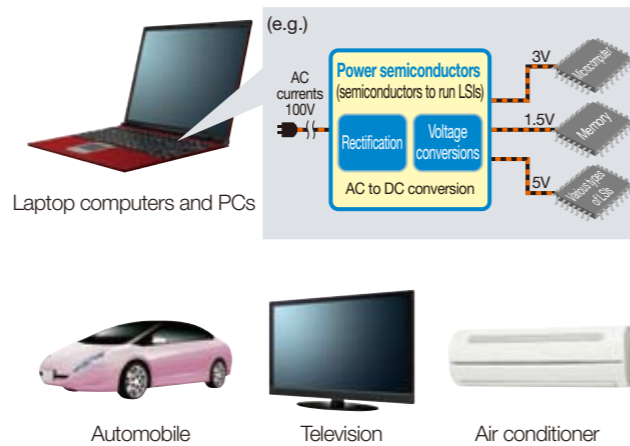 (e.g.)
AC
currents
100V
Power semiconductors
(semiconductors to run LSIs)
Rectification
Voltage
conversions
AC to DC conversion
3V
Microcomputer
1.5V
Memory
5V
Various types
of LSIs
Laptop computers and PCs
Automobile
Television
Air conditioner